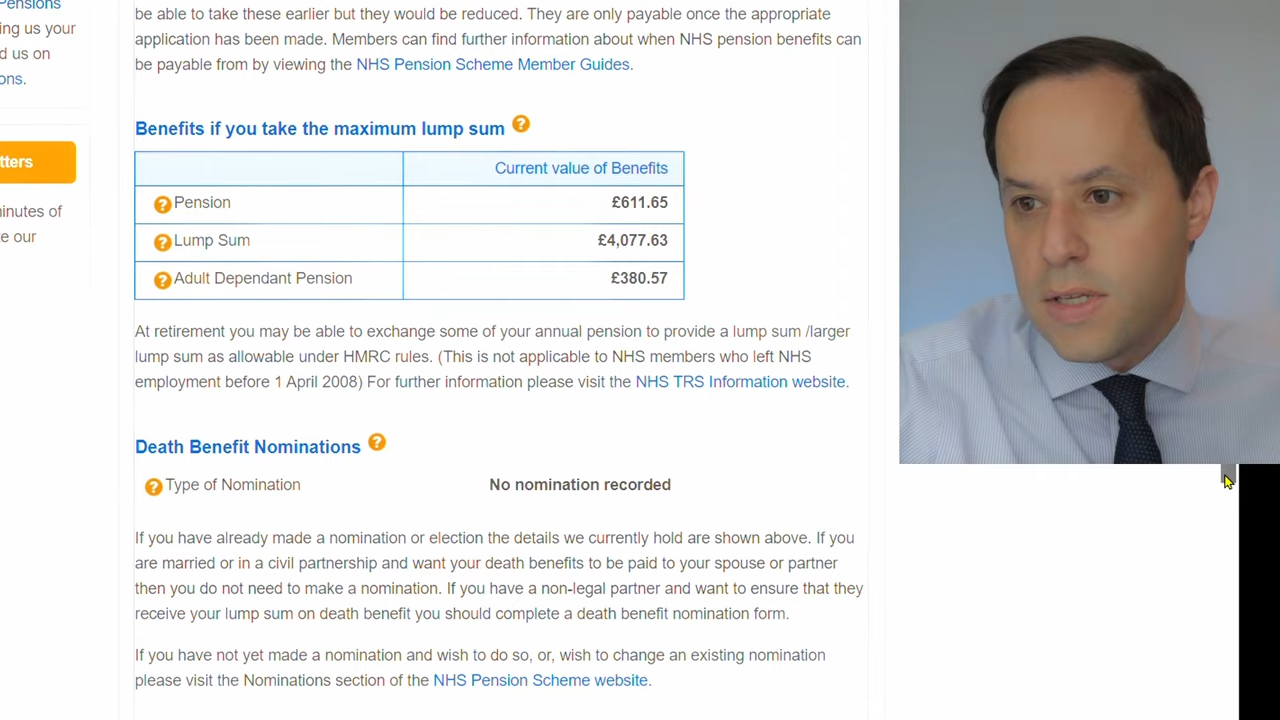 Pensions
ing us your
d us on
ons.
tters
minutes of
te our
be able to take these earlier but they would be reduced. They are only payable once the appropriate
application has been made. Members can find further information about when NHS pension benefits can
be payable from by viewing the NHS Pension Scheme Member Guides.
Benefits if you take the maximum lump sum ?
Current value of Benefits
? Pension £611.65
? Lump Sum £4,077.63
? Adult Dependant Pension £380.57
At retirement you may be able to exchange some of your annual pension to provide a lump sum /larger
lump sum as allowable under HMRC rules. (This is not applicable to NHS members who left NHS
employment before 1 April 2008) For further information please visit the NHS TRS Information website.
Death Benefit Nominations ?
? Type of Nomination No nomination recorded
If you have already made a nomination or election the details we currently hold are shown above. If you
are married or in a civil partnership and want your death benefits to be paid to your spouse or partner
then you do not need to make a nomination. If you have a non-legal partner and want to ensure that they
receive your lump sum on death benefit you should complete a death benefit nomination form.
If you have not yet made a nomination and wish to do so, or, wish to change an existing nomination
please visit the Nominations section of the NHS Pension Scheme website.